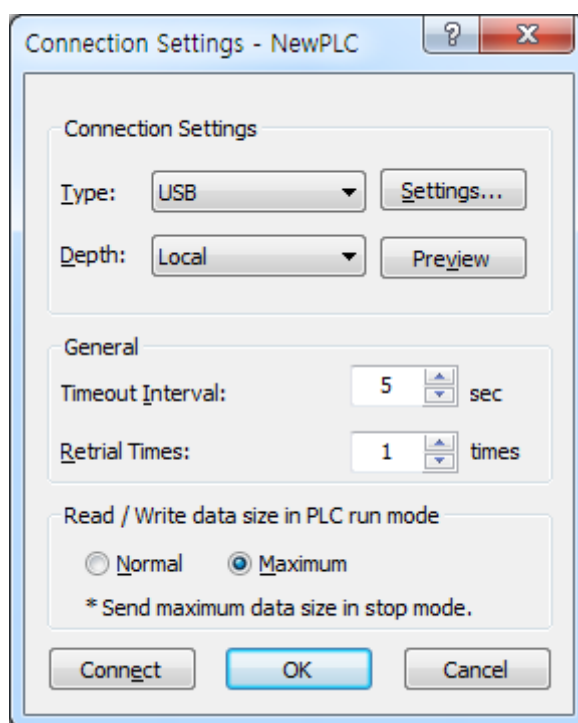 Connection Settings - NewPLC
Connection Settings
Type: USB Settings...
Depth: Local Preview
General
Timeout Interval: 5 sec
Retrial Times: 1 times
Read / Write data size in PLC run mode
Normal Maximum
* Send maximum data size in stop mode.
Connect OK Cancel